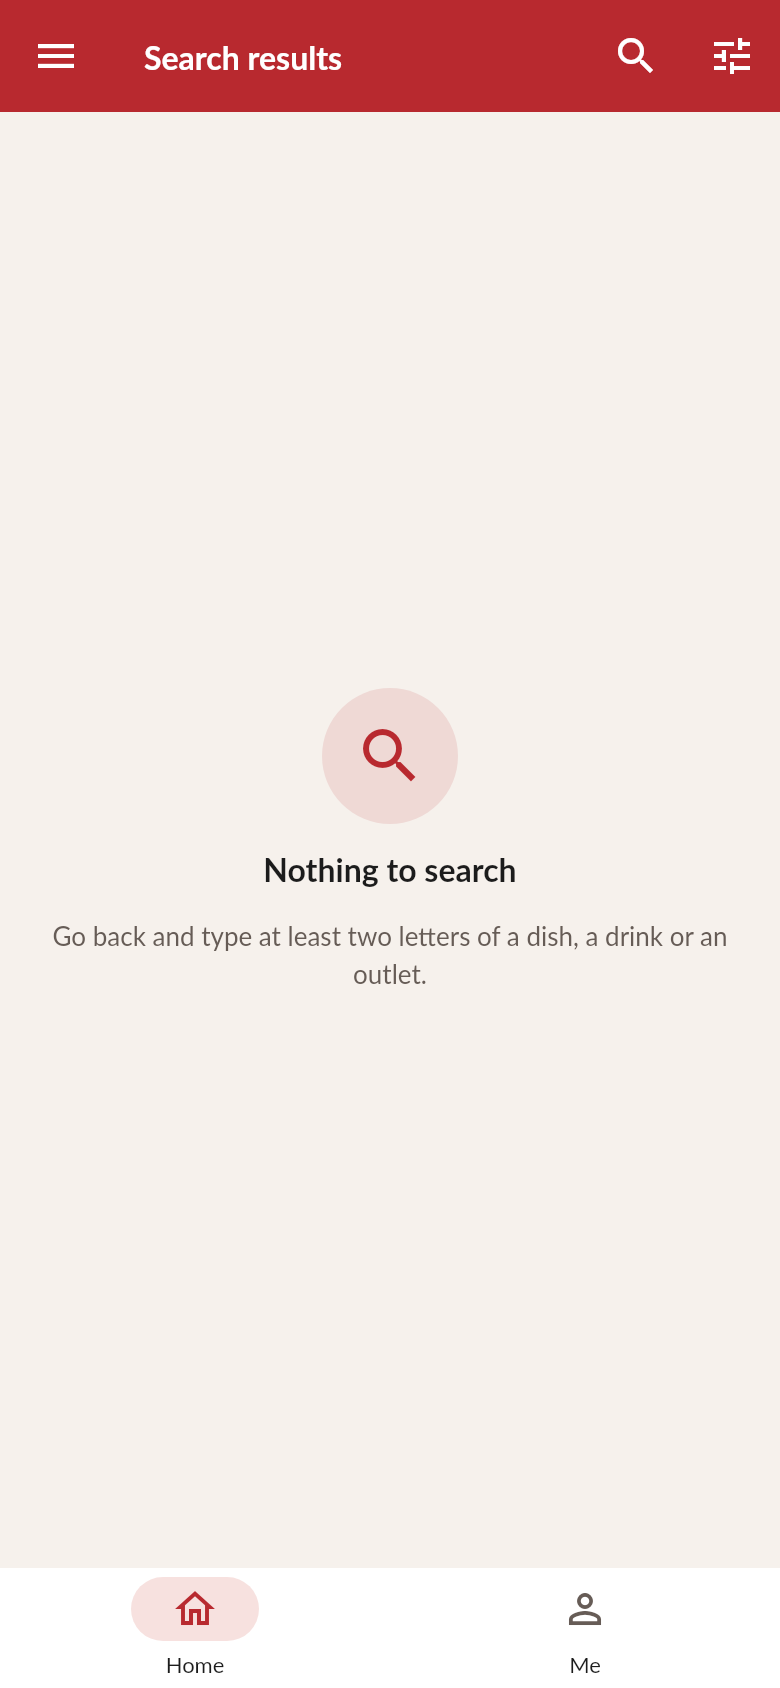 Search results
Nothing to search
Go back and type at least two letters of a dish, a drink or an
outlet.
Home
Me